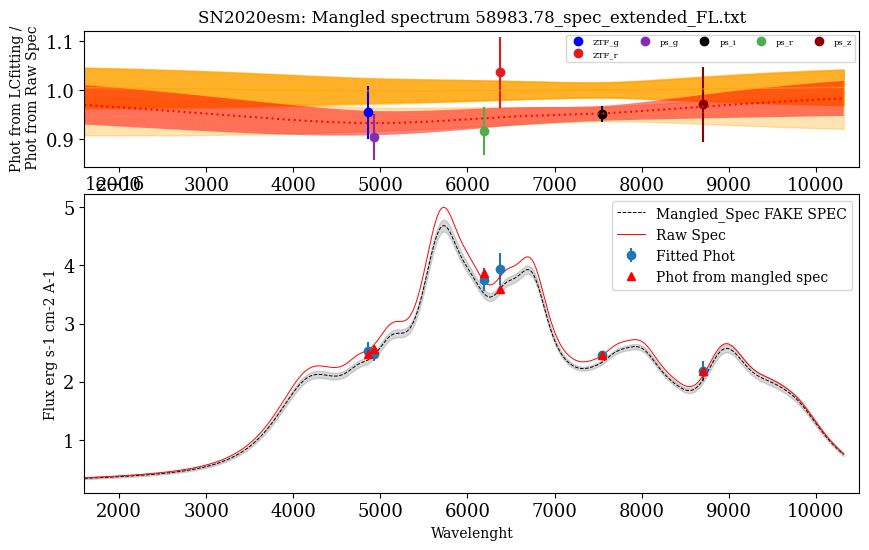 SN2020esm: Mangled spectrum 58983.78_spec_extended_FL.txt
Phot from LCfitting /
Phot from Raw Spec
1.1
1.0
0.9
ZTF_g ps_g ps_i ps_r ps_z
ZTF_r
2000 3000 4000 5000 6000 7000 8000 9000 10000
1e−16
Flux erg s-1 cm-2 A-1
5
4
3
2
1
Mangled_Spec FAKE SPEC
Raw Spec
Fitted Phot
Phot from mangled spec
2000 3000 4000 5000 6000 7000 8000 9000 10000
Wavelenght